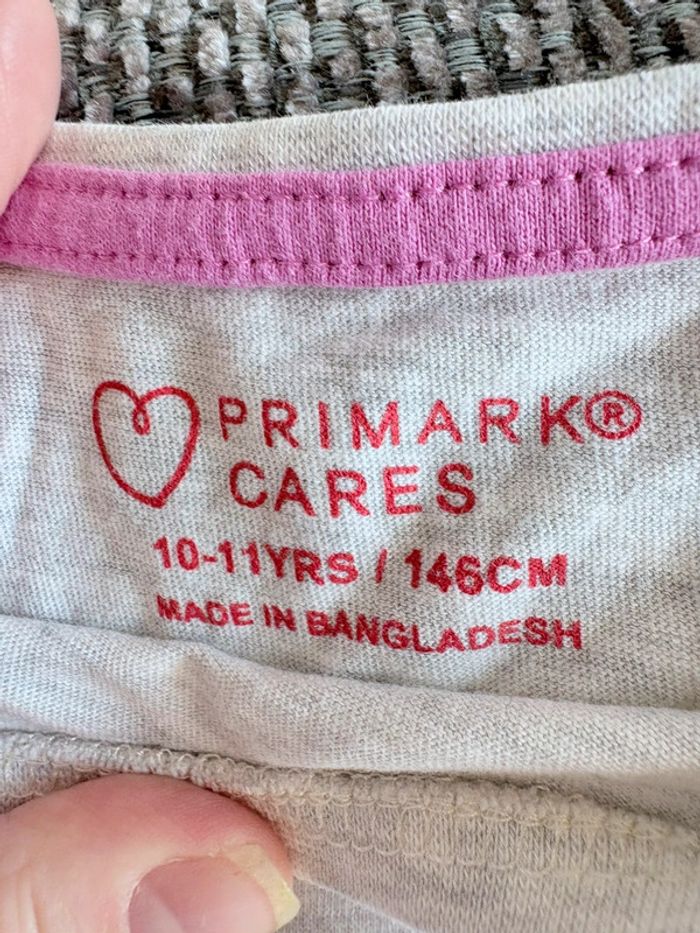 PRIMARK®
CARES
10-11YRS / 146CM
MADE IN BANGLADESH